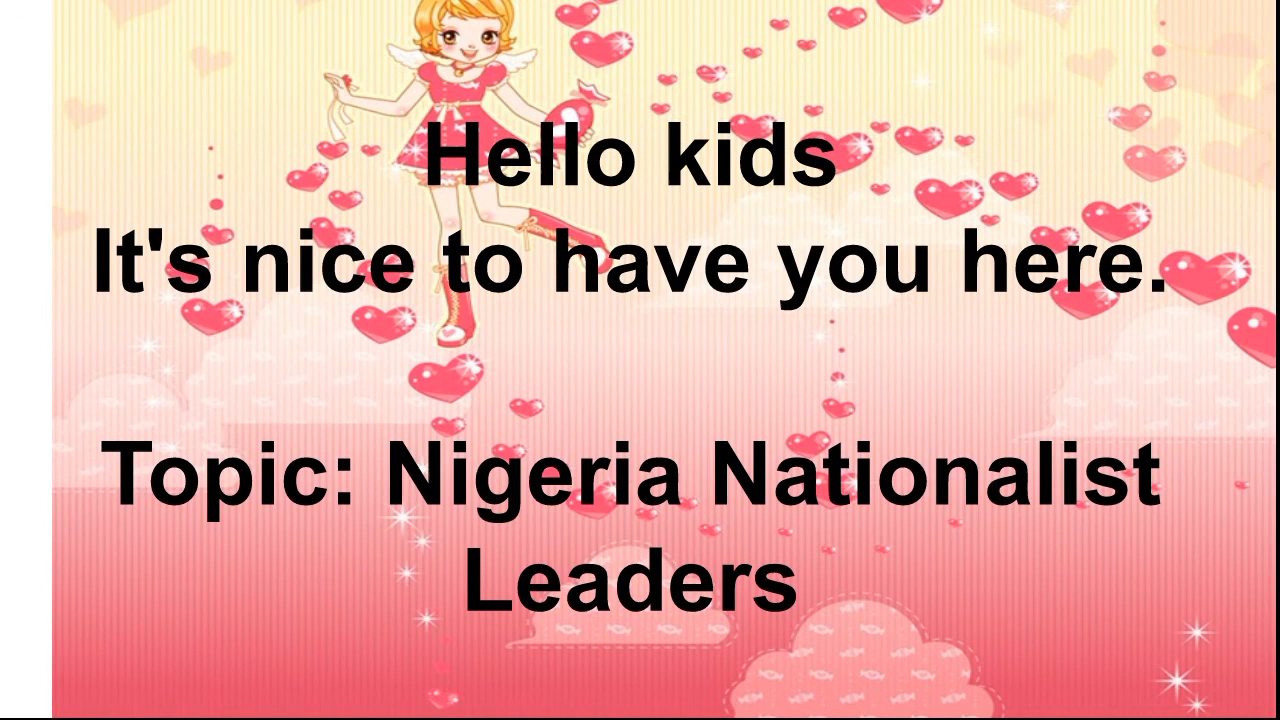 Hello kids
It's nice to have you here.
Topic: Nigeria Nationalist
Leaders